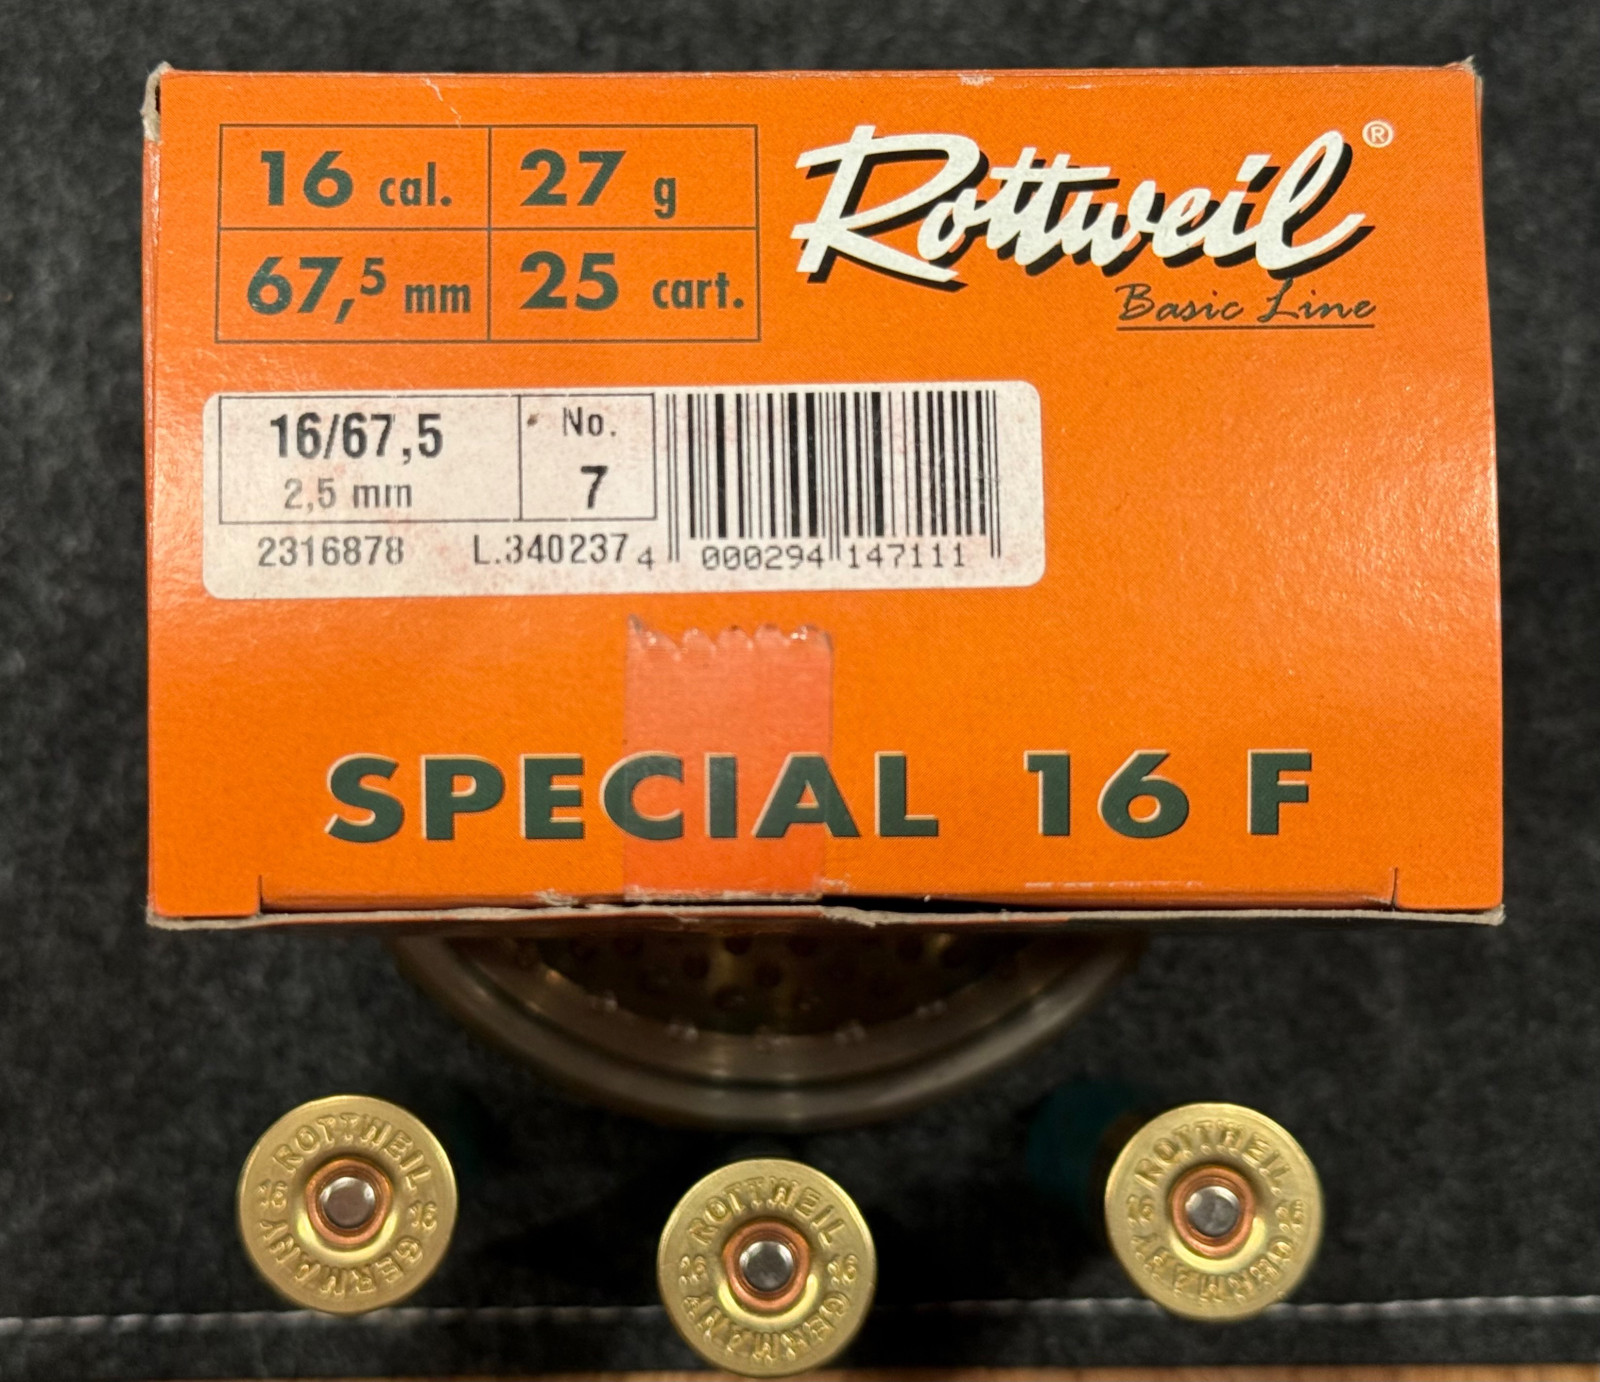 16 cal. 27 g
67,5 mm 25 cart.
Rottweil®
Basic Line
16/67,5
2,5 mm
No.
7
2316878 L.340237
4 000294 147111
SPECIAL 16 F
ROTTWEIL
16 16
GERMANY
ROTTWEIL
16 16
GERMANY
ROTTWEIL
16 16
GERMANY